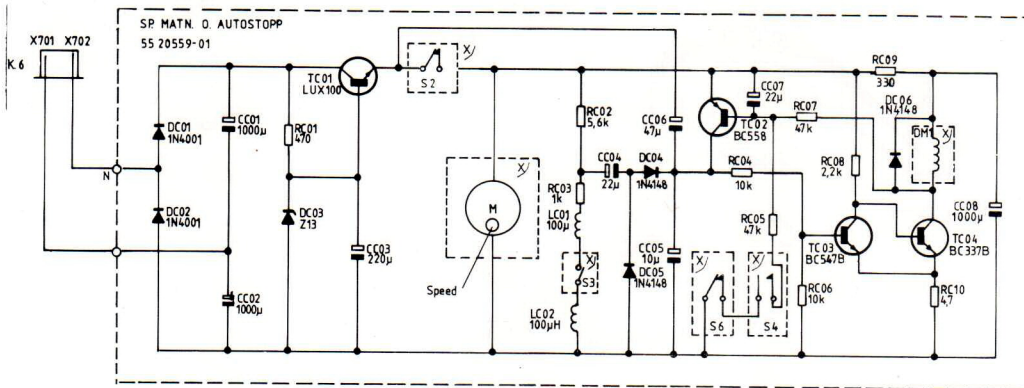 SP. MATN. O. AUTOSTOPP
55 20559-01
K.6
X701 X702
N
DC01
1N4001
DC02
1N4001
CC01
1000µ
CC02
1000µ
RC01
470
DC03
Z13
TC01
LUX100
CC03
220µ
S2
X)
M
X)
Speed
RC02
5,6k
RC03
1k
LC01
100µ
S3
X)
LC02
100µH
CC04
22µ
DC04
1N4148
DC05
1N4148
CC06
47µ
CC05
10µ
TC02
BC558
CC07
22µ
RC04
10k
RC05
47k
RC07
47k
X)
S6
X)
S4
RC06
10k
RC08
2,2k
TC03
BC547B
RC09
330
DC06
1N4148
OM1
X)
TC04
BC337B
RC10
4,7
CC08
1000µ